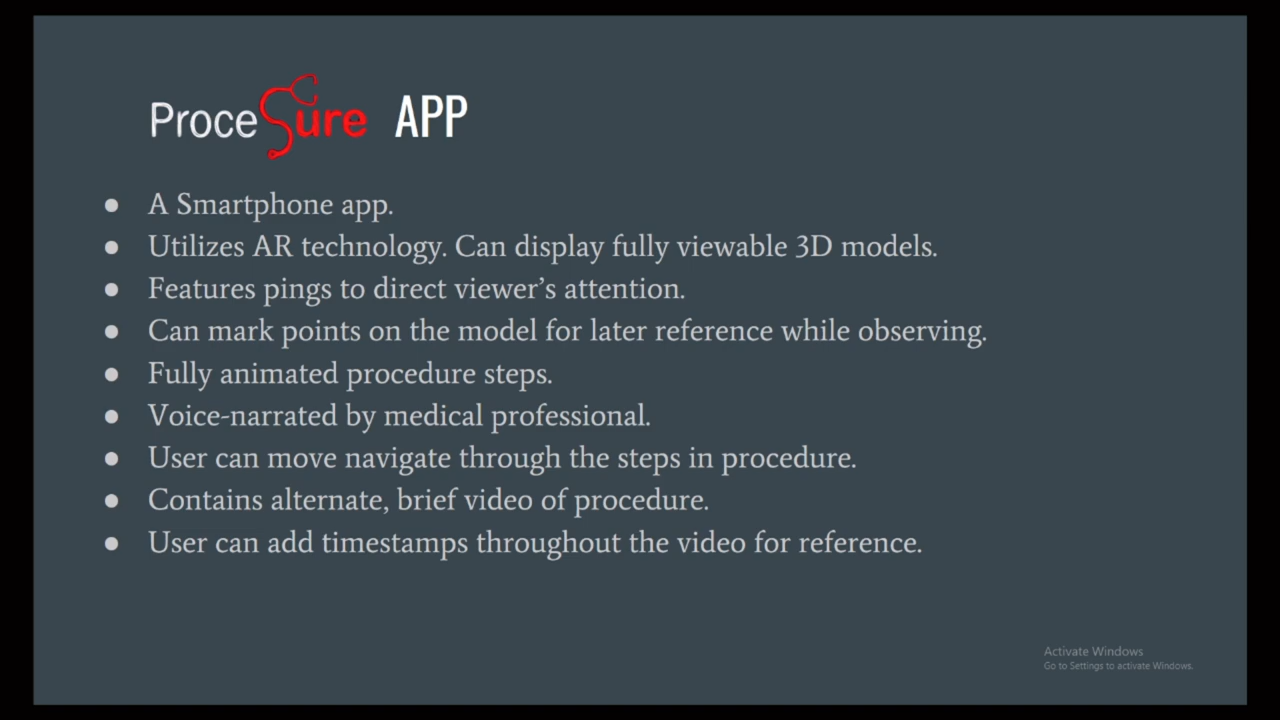 ProceSure APP
● A Smartphone app.
● Utilizes AR technology. Can display fully viewable 3D models.
● Features pings to direct viewer’s attention.
● Can mark points on the model for later reference while observing.
● Fully animated procedure steps.
● Voice-narrated by medical professional.
● User can move navigate through the steps in procedure.
● Contains alternate, brief video of procedure.
● User can add timestamps throughout the video for reference.
Activate Windows
Go to Settings to activate Windows.